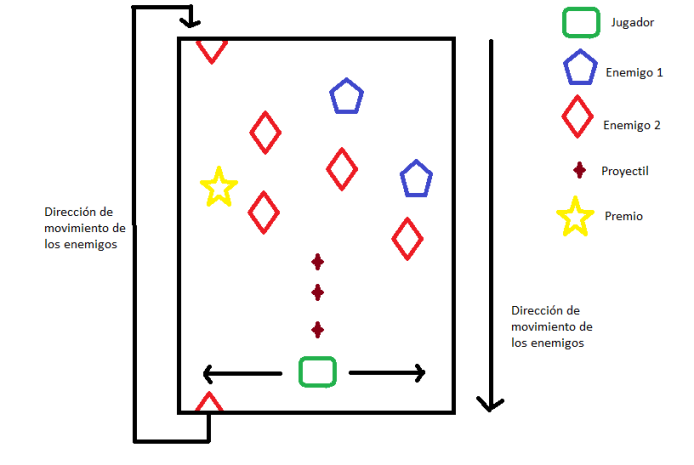 Jugador
Enemigo 1
Enemigo 2
Proyectil
Premio
Dirección de
movimiento de
los enemigos
Dirección de
movimiento de
los enemigos